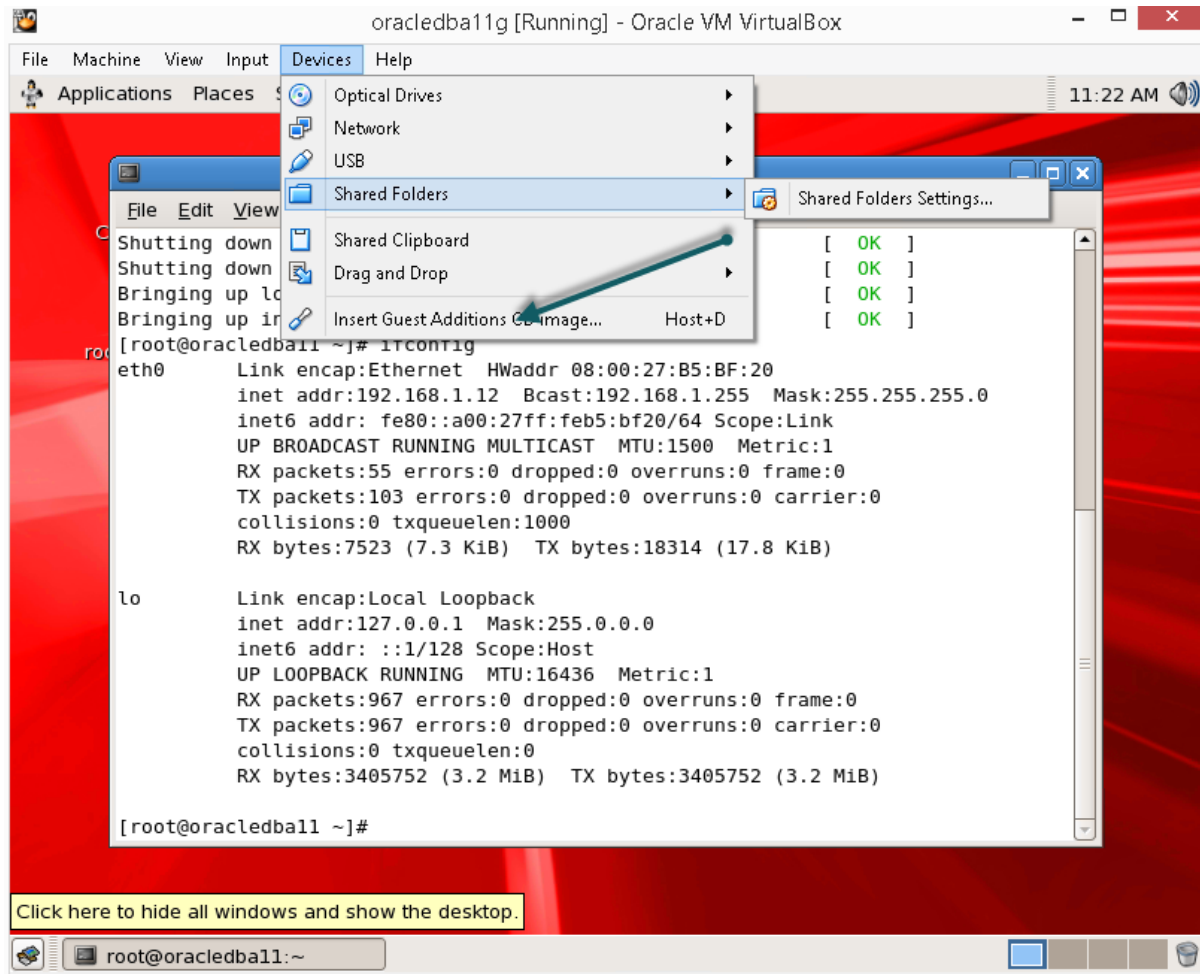 oracledba11g [Running] - Oracle VM VirtualBox
File Machine View Input Devices Help
Applications Places 11:22 AM
Optical Drives
Network
USB
Shared Folders
Shared Folders Settings...
Shared Clipboard
Drag and Drop
Insert Guest Additions CD image... Host+D
File Edit View
Shutting down [ OK ]
Shutting down [ OK ]
Bringing up lo [ OK ]
Bringing up in [ OK ]
[root@oracledba11 ~]# ifconfig
eth0 Link encap:Ethernet HWaddr 08:00:27:B5:BF:20
inet addr:192.168.1.12 Bcast:192.168.1.255 Mask:255.255.255.0
inet6 addr: fe80::a00:27ff:feb5:bf20/64 Scope:Link
UP BROADCAST RUNNING MULTICAST MTU:1500 Metric:1
RX packets:55 errors:0 dropped:0 overruns:0 frame:0
TX packets:103 errors:0 dropped:0 overruns:0 carrier:0
collisions:0 txqueuelen:1000
RX bytes:7523 (7.3 KiB) TX bytes:18314 (17.8 KiB)
lo Link encap:Local Loopback
inet addr:127.0.0.1 Mask:255.0.0.0
inet6 addr: ::1/128 Scope:Host
UP LOOPBACK RUNNING MTU:16436 Metric:1
RX packets:967 errors:0 dropped:0 overruns:0 frame:0
TX packets:967 errors:0 dropped:0 overruns:0 carrier:0
collisions:0 txqueuelen:0
RX bytes:3405752 (3.2 MiB) TX bytes:3405752 (3.2 MiB)
[root@oracledba11 ~]#
Click here to hide all windows and show the desktop.
root@oracledba11:~